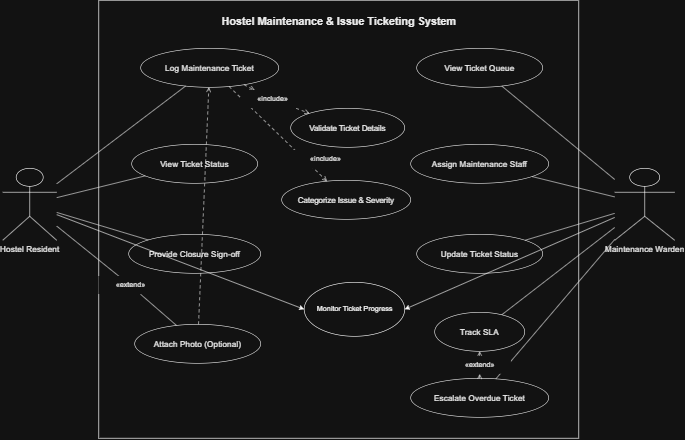 Hostel Maintenance & Issue Ticketing System
Log Maintenance Ticket
View Ticket Queue
«include»
Validate Ticket Details
«include»
View Ticket Status
Assign Maintenance Staff
Categorize Issue & Severity
Hostel Resident
Maintenance Warden
Provide Closure Sign-off
Update Ticket Status
«extend»
Monitor Ticket Progress
Track SLA
Attach Photo (Optional)
«extend»
Escalate Overdue Ticket